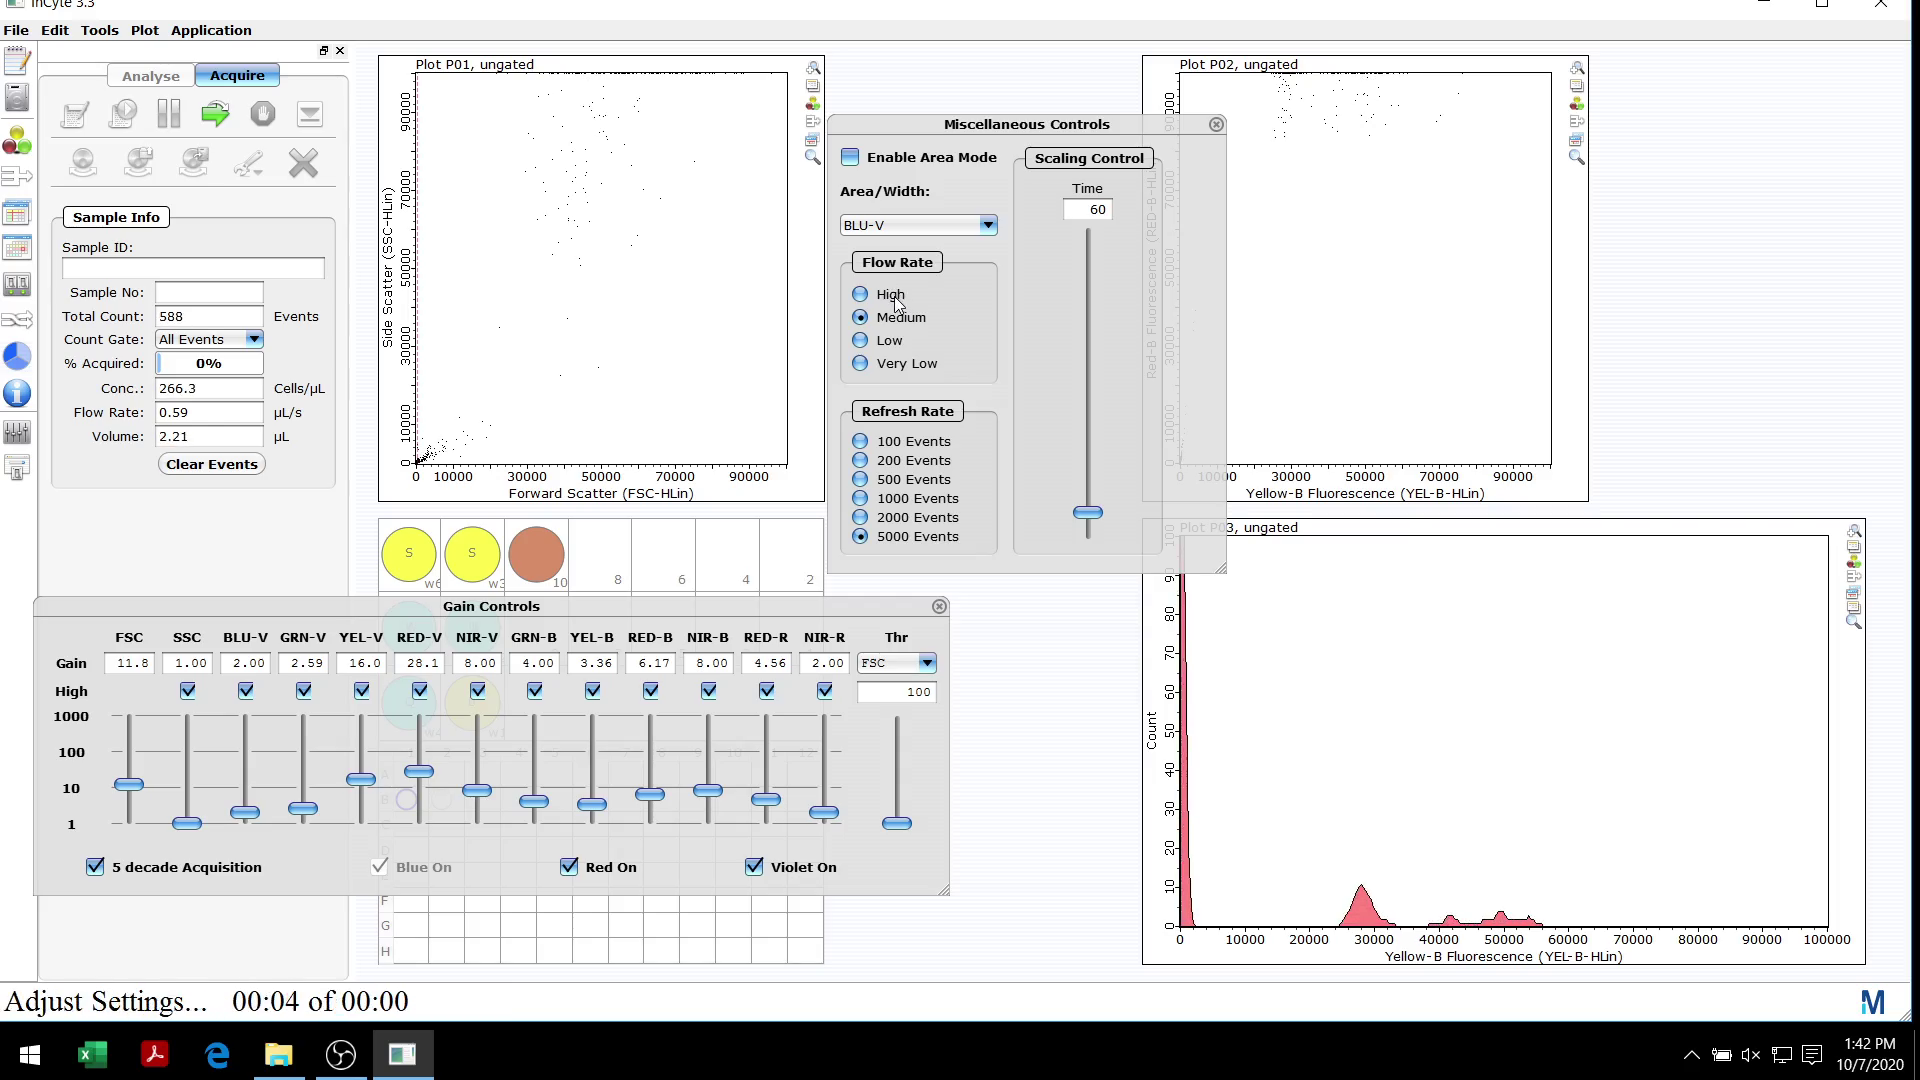 InCyte 3.3
File Edit Tools Plot Application
Analyse Acquire
Sample Info
Sample ID:
Sample No:
Total Count: 588 Events
Count Gate: All Events
% Acquired: 0%
Conc.: 266.3 Cells/µL
Flow Rate: 0.59 µL/s
Volume: 2.21 µL
Clear Events
Plot P01, ungated
Side Scatter (SSC-HLin)
90000
70000
50000
30000
10000
0
0 10000 30000 50000 70000 90000
Forward Scatter (FSC-HLin)
Plot P02, ungated
Red-B Fluorescence (RED-B-HLin)
30000 50000 70000 90000
Yellow-B Fluorescence (YEL-B-HLin)
Miscellaneous Controls
Enable Area Mode
Area/Width:
BLU-V
Flow Rate
High
Medium
Low
Very Low
Refresh Rate
100 Events
200 Events
500 Events
1000 Events
2000 Events
5000 Events
Scaling Control
Time
60
S S
w6 w3 10 8 6 4 2
Gain Controls
FSC SSC BLU-V GRN-V YEL-V RED-V NIR-V GRN-B YEL-B RED-B NIR-B RED-R NIR-R Thr
Gain 11.8 1.00 2.00 2.59 16.0 28.1 8.00 4.00 3.36 6.17 8.00 4.56 2.00 FSC
High 100
1000
100
10
1
5 decade Acquisition Blue On Red On Violet On
F
G
H
Plot P03, ungated
Count
100
90
80
70
60
50
40
30
20
10
0
0 10000 20000 30000 40000 50000 60000 70000 80000 90000 100000
Yellow-B Fluorescence (YEL-B-HLin)
Adjust Settings... 00:04 of 00:00
M
1:42 PM
10/7/2020